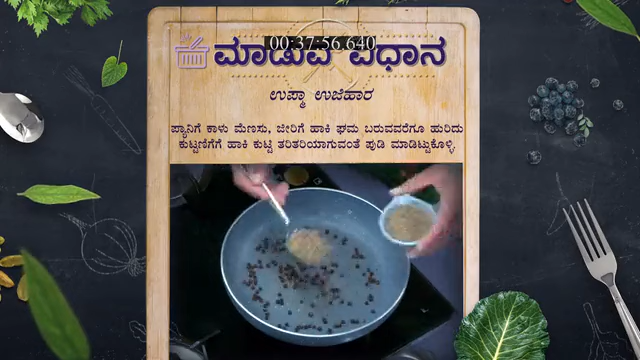 00:37:56.640
ಮಾಡುವ ವಿಧಾನ
ಉಪ್ಮಾ ಉಜಿಹಾರ
ಪ್ಯಾನಿಗೆ ಕಾಳು ಮೆಣಸು, ಜೀರಿಗೆ ಹಾಕಿ ಘಮ ಬರುವವರೆಗೂ ಹುರಿದು
ಕುಟ್ಟಣಿಗೆಗೆ ಹಾಕಿ ಕುಟ್ಟಿ ತರಿತರಿಯಾಗುವಂತೆ ಪುಡಿ ಮಾಡಿಟ್ಟುಕೊಳ್ಳಿ.